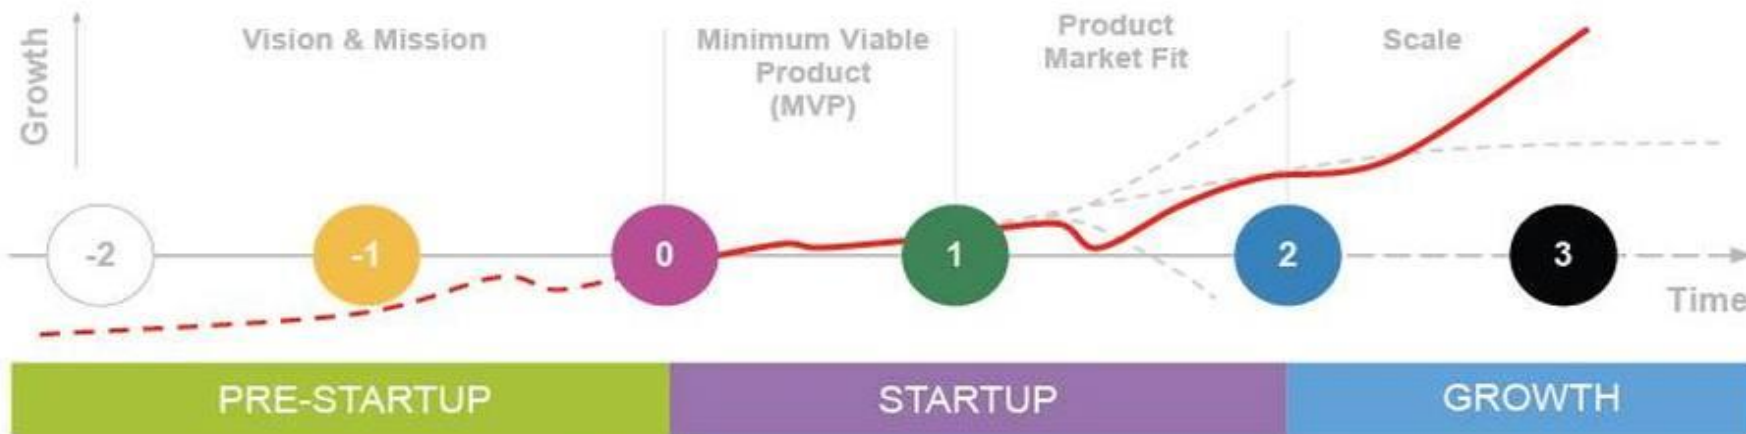 Growth
Vision & Mission
Minimum Viable
Product
(MVP)
Product
Market Fit
Scale
-2
-1
0
1
2
3
Time
PRE-STARTUP
STARTUP
GROWTH